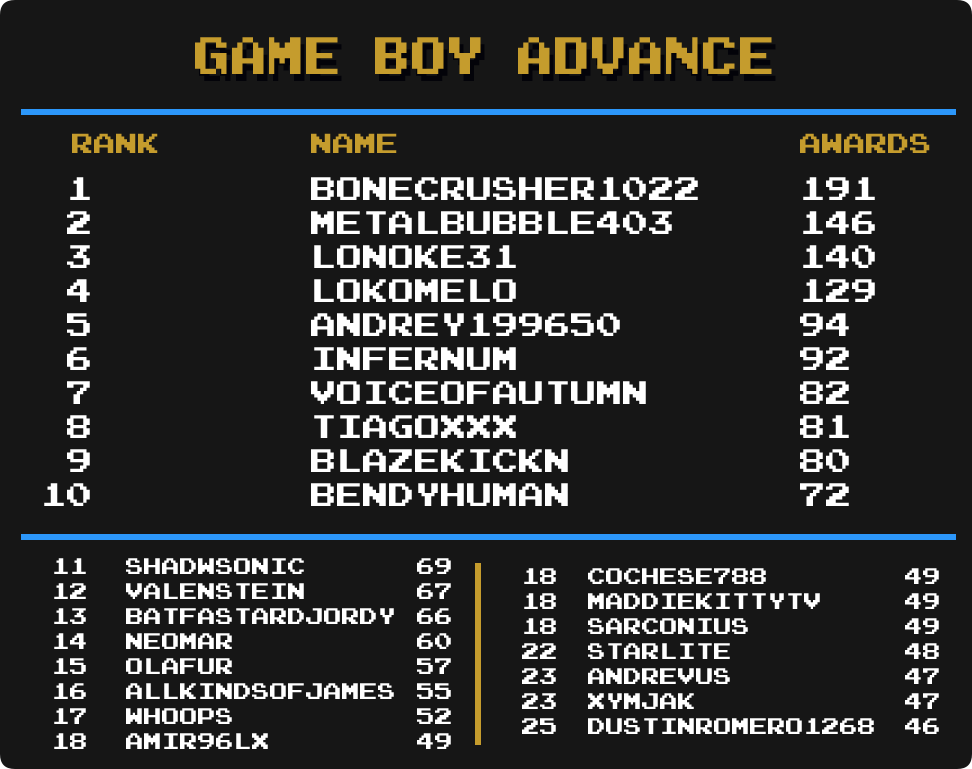 GAME BOY ADVANCE
RANK NAME AWARDS
1 BONECRUSHER1022 191
2 METALBUBBLE403 146
3 LONOKE31 140
4 LOKOMELO 129
5 ANDREY199650 94
6 INFERNUM 92
7 VOICEOFAUTUMN 82
8 TIAGOXXX 81
9 BLAZEKICKN 80
10 BENDYHUMAN 72
11 SHADWSONIC 69
12 VALENSTEIN 67
13 BATFASTARDJORDY 66
14 NEOMAR 60
15 OLAFUR 57
16 ALLKINDSOFJAMES 55
17 WHOOPS 52
18 AMIR96LX 49
18 COCHESE788 49
18 MADDIEKITTYTV 49
18 SARCONIUS 49
22 STARLITE 48
23 ANDREVUS 47
23 XYMJAK 47
25 DUSTINROMERO1268 46